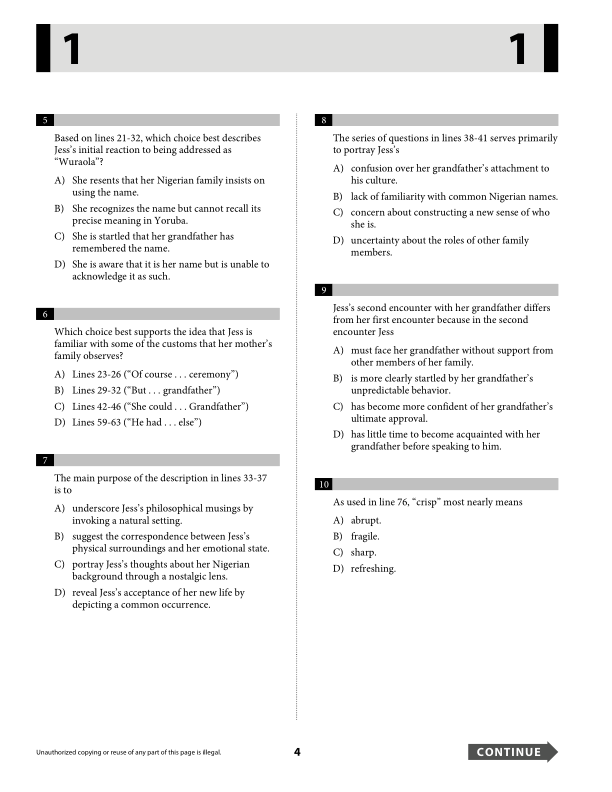 1
1
5
Based on lines 21-32, which choice best describes
Jess’s initial reaction to being addressed as
“Wuraola”?
A) She resents that her Nigerian family insists on
using the name.
B) She recognizes the name but cannot recall its
precise meaning in Yoruba.
C) She is startled that her grandfather has
remembered the name.
D) She is aware that it is her name but is unable to
acknowledge it as such.
6
Which choice best supports the idea that Jess is
familiar with some of the customs that her mother’s
family observes?
A) Lines 23-26 (“Of course . . . ceremony”)
B) Lines 29-32 (“But . . . grandfather”)
C) Lines 42-46 (“She could . . . Grandfather”)
D) Lines 59-63 (“He had . . . else”)
7
The main purpose of the description in lines 33-37
is to
A) underscore Jess’s philosophical musings by
invoking a natural setting.
B) suggest the correspondence between Jess’s
physical surroundings and her emotional state.
C) portray Jess’s thoughts about her Nigerian
background through a nostalgic lens.
D) reveal Jess’s acceptance of her new life by
depicting a common occurrence.
8
The series of questions in lines 38-41 serves primarily
to portray Jess’s
A) confusion over her grandfather’s attachment to
his culture.
B) lack of familiarity with common Nigerian names.
C) concern about constructing a new sense of who
she is.
D) uncertainty about the roles of other family
members.
9
Jess’s second encounter with her grandfather differs
from her first encounter because in the second
encounter Jess
A) must face her grandfather without support from
other members of her family.
B) is more clearly startled by her grandfather’s
unpredictable behavior.
C) has become more confident of her grandfather’s
ultimate approval.
D) has little time to become acquainted with her
grandfather before speaking to him.
10
As used in line 76, “crisp” most nearly means
A) abrupt.
B) fragile.
C) sharp.
D) refreshing.
Unauthorized copying or reuse of any part of this page is illegal.
4
CONTINUE